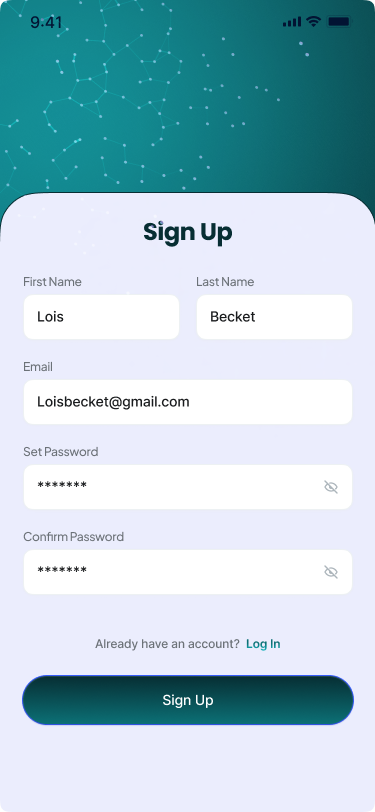 9:41
Sign Up
First Name Last Name
Lois Becket
Email
Loisbecket@gmail.com
Set Password
*******
Confirm Password
*******
Already have an account? Log In
Sign Up